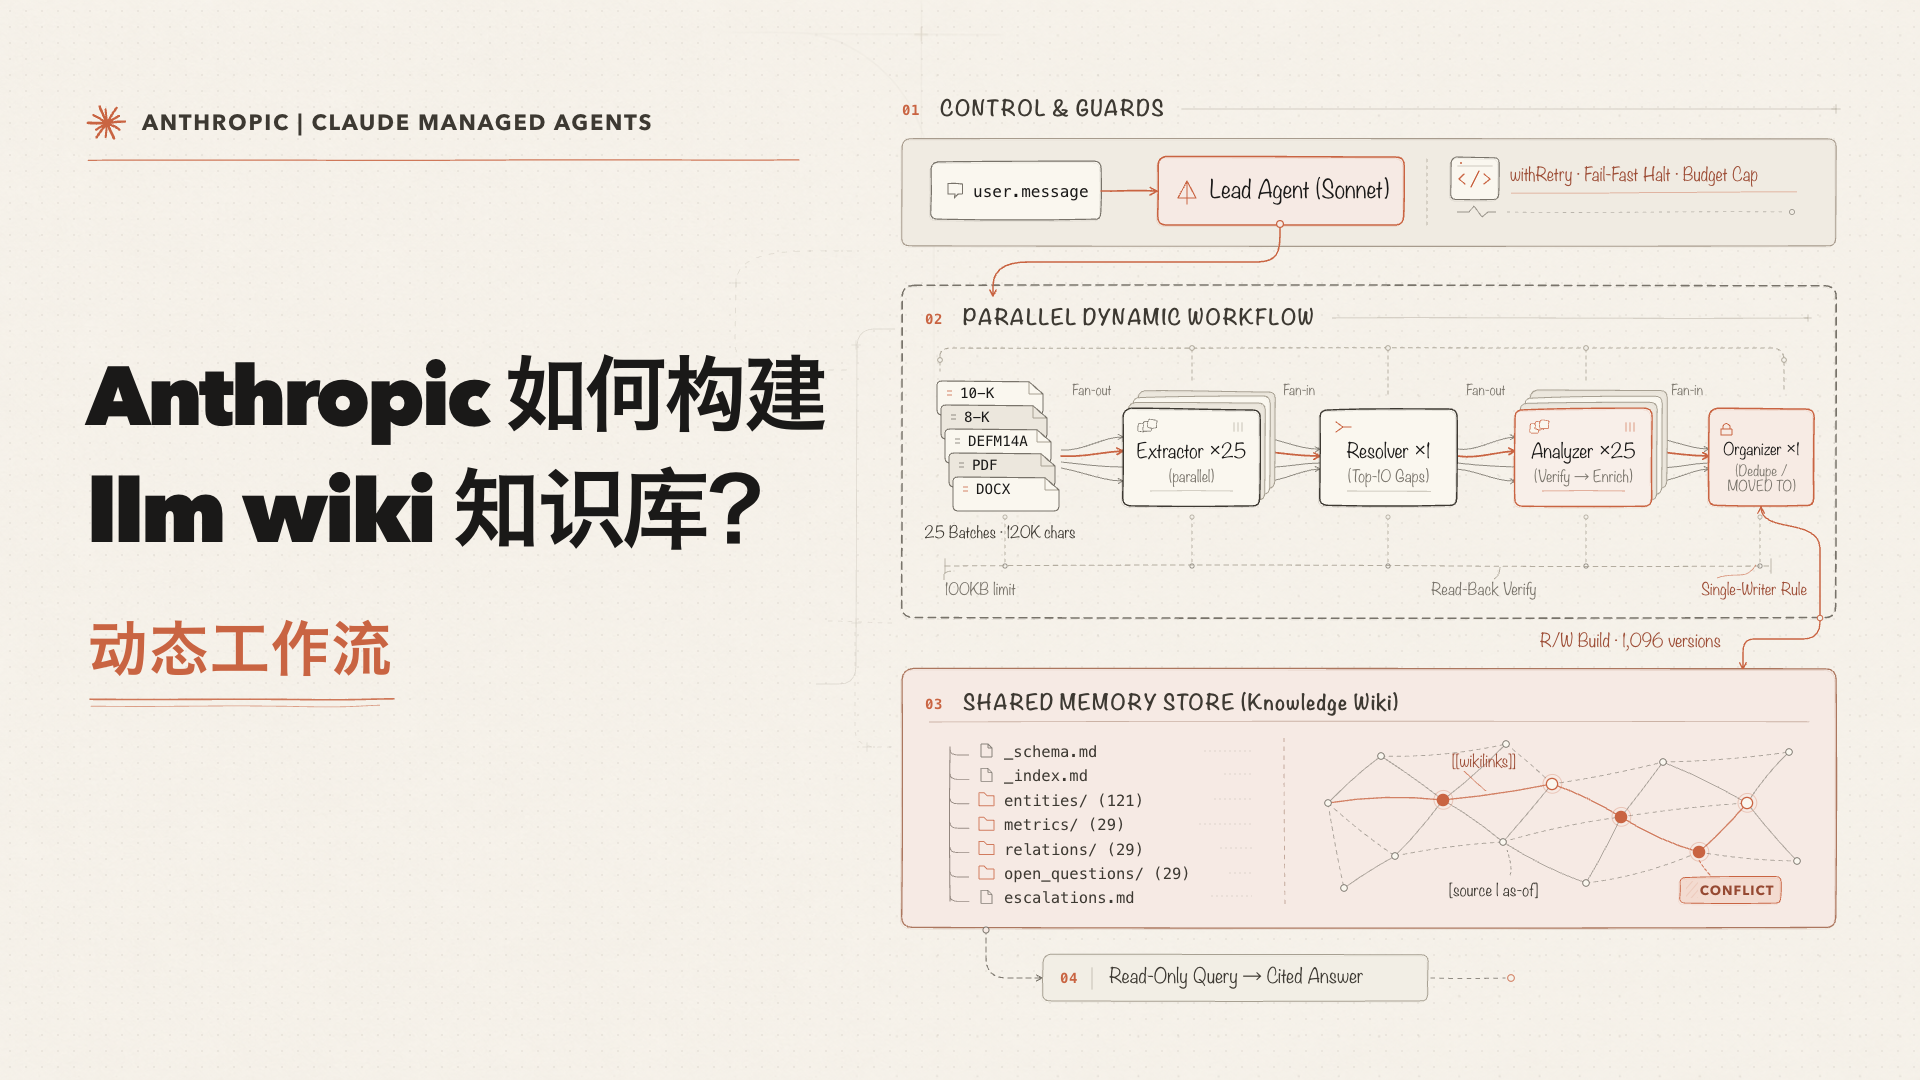 ANTHROPIC | CLAUDE MANAGED AGENTS
Anthropic 如何构建
llm wiki 知识库?
动态工作流
01 CONTROL & GUARDS
user.message
Lead Agent (Sonnet)
</>
withRetry · Fail-Fast Halt · Budget Cap
02 PARALLEL DYNAMIC WORKFLOW
10-K
8-K
DEFM14A
PDF
DOCX
25 Batches · 120K chars
Fan-out
Extractor ×25
(parallel)
Fan-in
Resolver ×1
(Top-10 Gaps)
Fan-out
Analyzer ×25
(Verify → Enrich)
Fan-in
Organizer ×1
(Dedupe /
MOVED TO)
100KB limit
Read-Back Verify
Single-Writer Rule
R/W Build · 1,096 versions
03 SHARED MEMORY STORE (Knowledge Wiki)
_schema.md
_index.md
entities/ (121)
metrics/ (29)
relations/ (29)
open_questions/ (29)
escalations.md
[[wikilinks]]
[source | as-of]
CONFLICT
04 Read-Only Query → Cited Answer